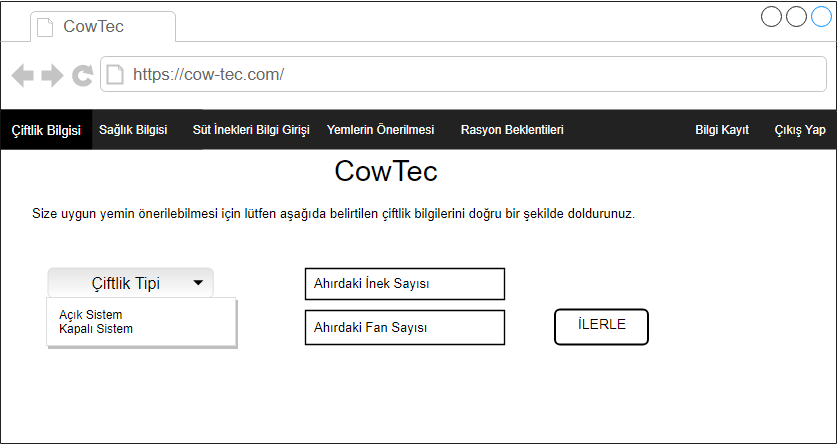 CowTec
https://cow-tec.com/
Çiftlik Bilgisi Sağlık Bilgisi Süt İnekleri Bilgi Girişi Yemlerin Önerilmesi Rasyon Beklentileri Bilgi Kayıt Çıkış Yap
CowTec
Size uygun yemin önerilebilmesi için lütfen aşağıda belirtilen çiftlik bilgilerini doğru bir şekilde doldurunuz.
Çiftlik Tipi
Açık Sistem
Kapalı Sistem
Ahırdaki İnek Sayısı
Ahırdaki Fan Sayısı
İLERLE